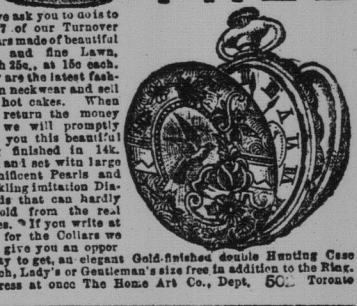 ve ask you to do is to
7 of our Turnover
ars made of beautiful
and fine Lawn,
h 25c., at 15c each.
are the latest fash-
n neckwear and sell
hot cakes. When
return the money
we will promptly
you this beautiful
finished in 14k.
and set with large
nificent Pearls and
kling imitation Dia-
ds that can hardly
old from the real
es. If you write at
for the Collars we
give you an oppor
ty to get, an elegant Gold-finished double Hunting Case
ch, Lady's or Gentleman's size free in addition to the Ring.
ress at once The Home Art Co., Dept. 502 Toronto